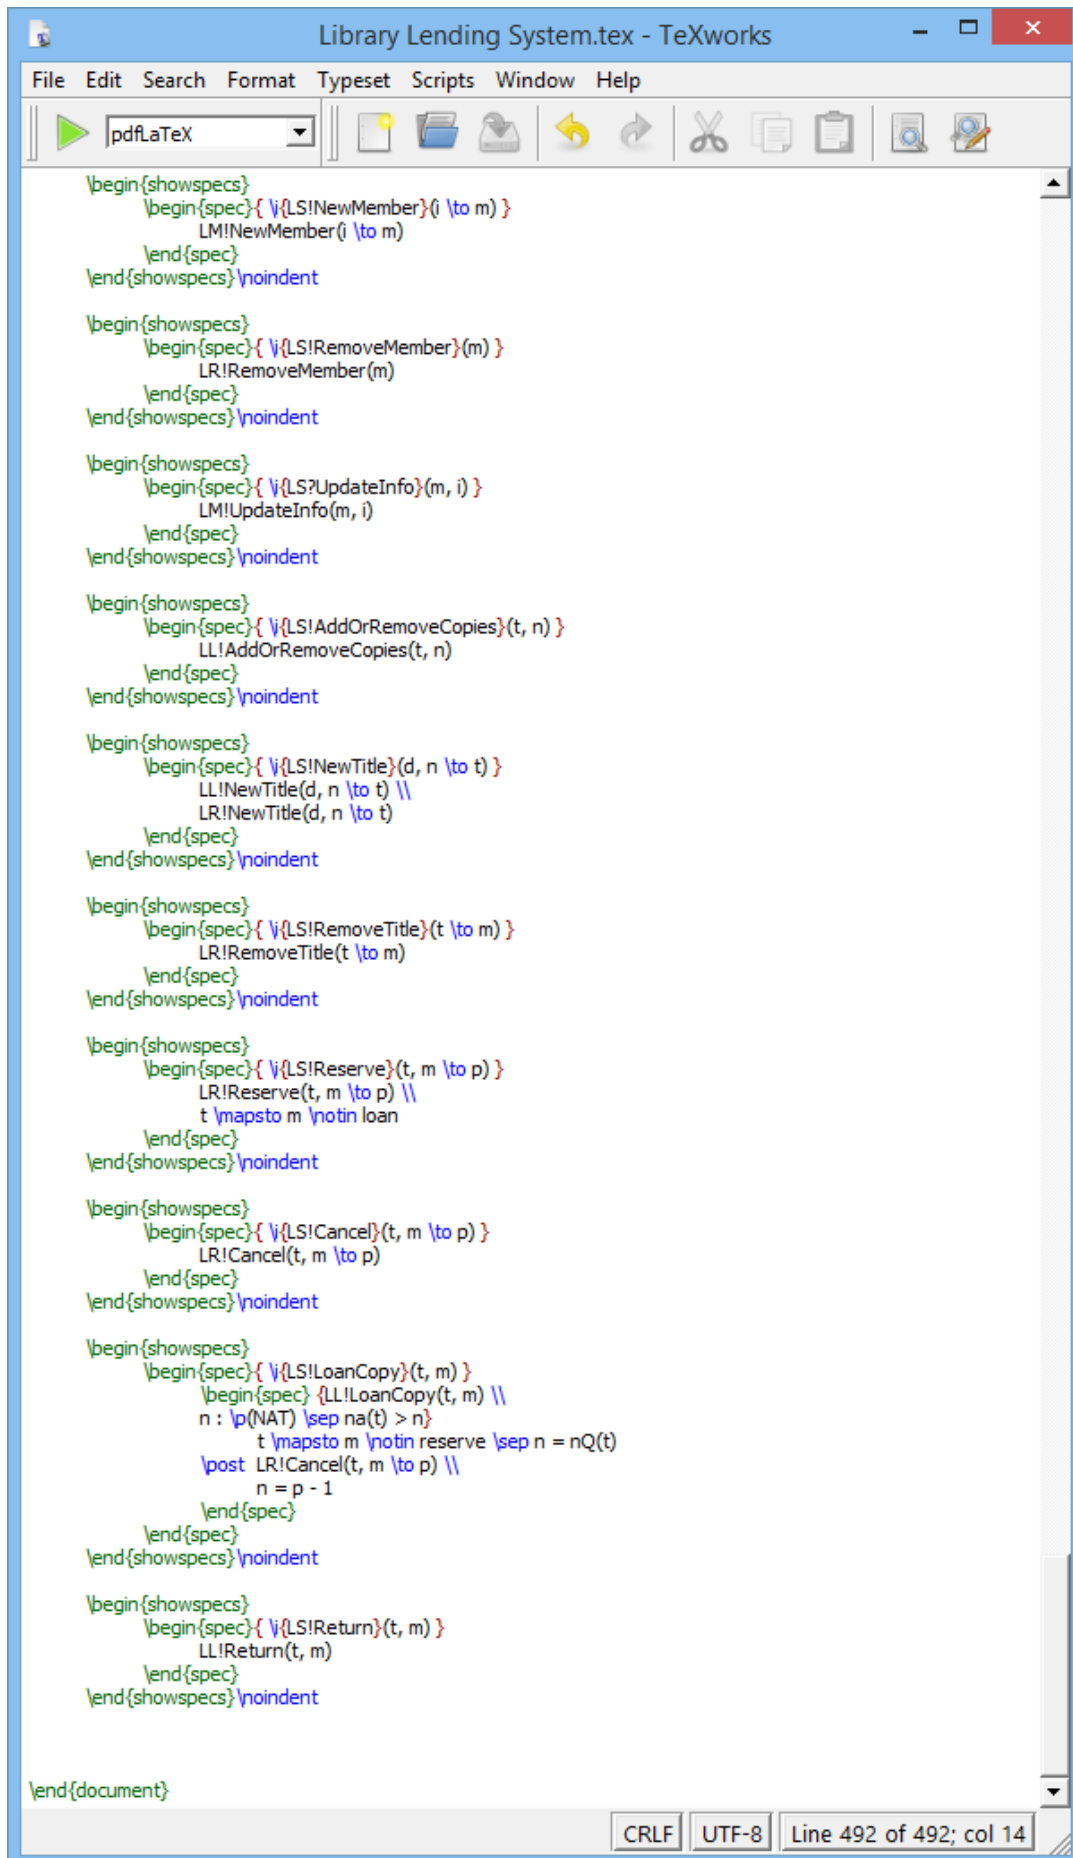 Library Lending System.tex - TeXworks
File Edit Search Format Typeset Scripts Window Help
pdfLaTeX
\begin{showspecs}
\begin{spec}{ \i{LS!NewMember}(i \to m) }
LM!NewMember(i \to m)
\end{spec}
\end{showspecs}\noindent
\begin{showspecs}
\begin{spec}{ \i{LS!RemoveMember}(m) }
LR!RemoveMember(m)
\end{spec}
\end{showspecs}\noindent
\begin{showspecs}
\begin{spec}{ \i{LS?UpdateInfo}(m, i) }
LM!UpdateInfo(m, i)
\end{spec}
\end{showspecs}\noindent
\begin{showspecs}
\begin{spec}{ \i{LS!AddOrRemoveCopies}(t, n) }
LL!AddOrRemoveCopies(t, n)
\end{spec}
\end{showspecs}\noindent
\begin{showspecs}
\begin{spec}{ \i{LS!NewTitle}(d, n \to t) }
LL!NewTitle(d, n \to t) \\
LR!NewTitle(d, n \to t)
\end{spec}
\end{showspecs}\noindent
\begin{showspecs}
\begin{spec}{ \i{LS!RemoveTitle}(t \to m) }
LR!RemoveTitle(t \to m)
\end{spec}
\end{showspecs}\noindent
\begin{showspecs}
\begin{spec}{ \i{LS!Reserve}(t, m \to p) }
LR!Reserve(t, m \to p) \\
t \mapsto m \notin loan
\end{spec}
\end{showspecs}\noindent
\begin{showspecs}
\begin{spec}{ \i{LS!Cancel}(t, m \to p) }
LR!Cancel(t, m \to p)
\end{spec}
\end{showspecs}\noindent
\begin{showspecs}
\begin{spec}{ \i{LS!LoanCopy}(t, m) }
\begin{spec} {LL!LoanCopy(t, m) \\
n : \p(NAT) \sep na(t) > n}
t \mapsto m \notin reserve \sep n = nQ(t)
\post LR!Cancel(t, m \to p) \\
n = p - 1
\end{spec}
\end{spec}
\end{showspecs}\noindent
\begin{showspecs}
\begin{spec}{ \i{LS!Return}(t, m) }
LL!Return(t, m)
\end{spec}
\end{showspecs}\noindent
\end{document}
CRLF UTF-8 Line 492 of 492; col 14